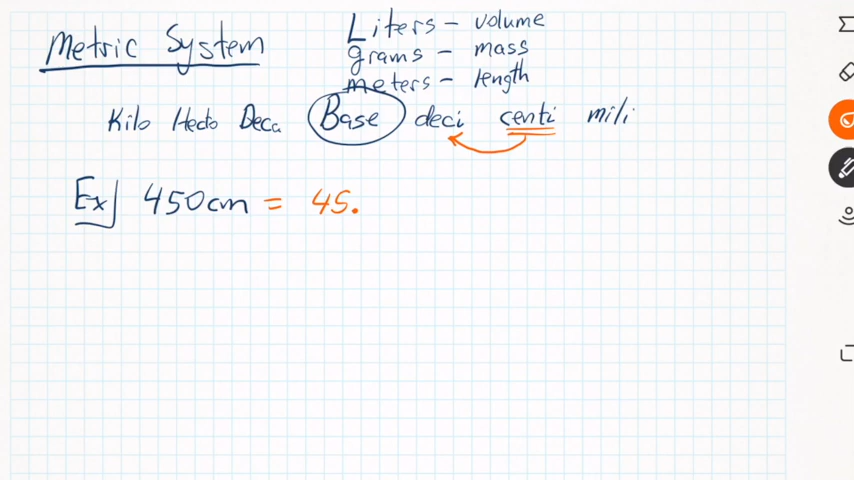 Metric System
Liters - volume
grams - mass
meters - length
Kilo Hecto Deca Base deci centi mili
Ex 450cm = 45.